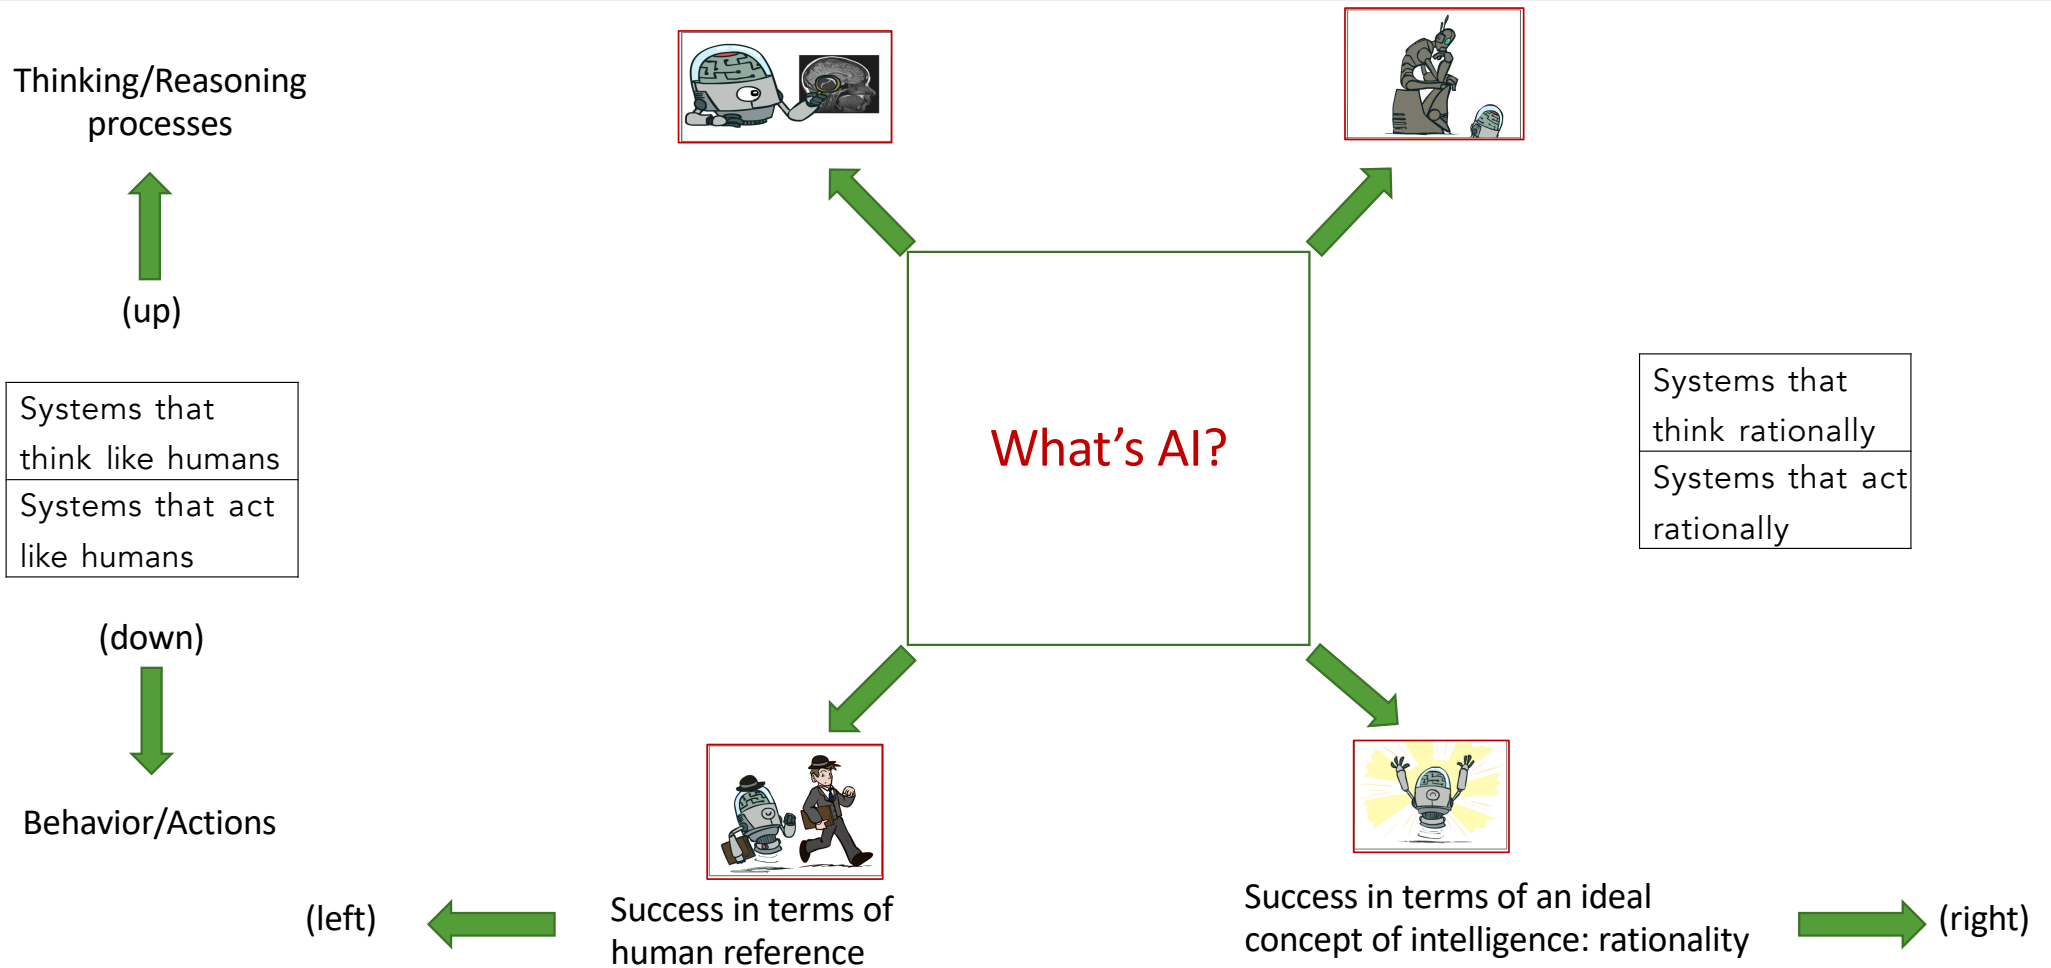 Thinking/Reasoning
processes
(up)
Systems that
think like humans
Systems that act
like humans
(down)
Behavior/Actions
What’s AI?
Systems that
think rationally
Systems that act
rationally
(left)
Success in terms of
human reference
Success in terms of an ideal
concept of intelligence: rationality
(right)